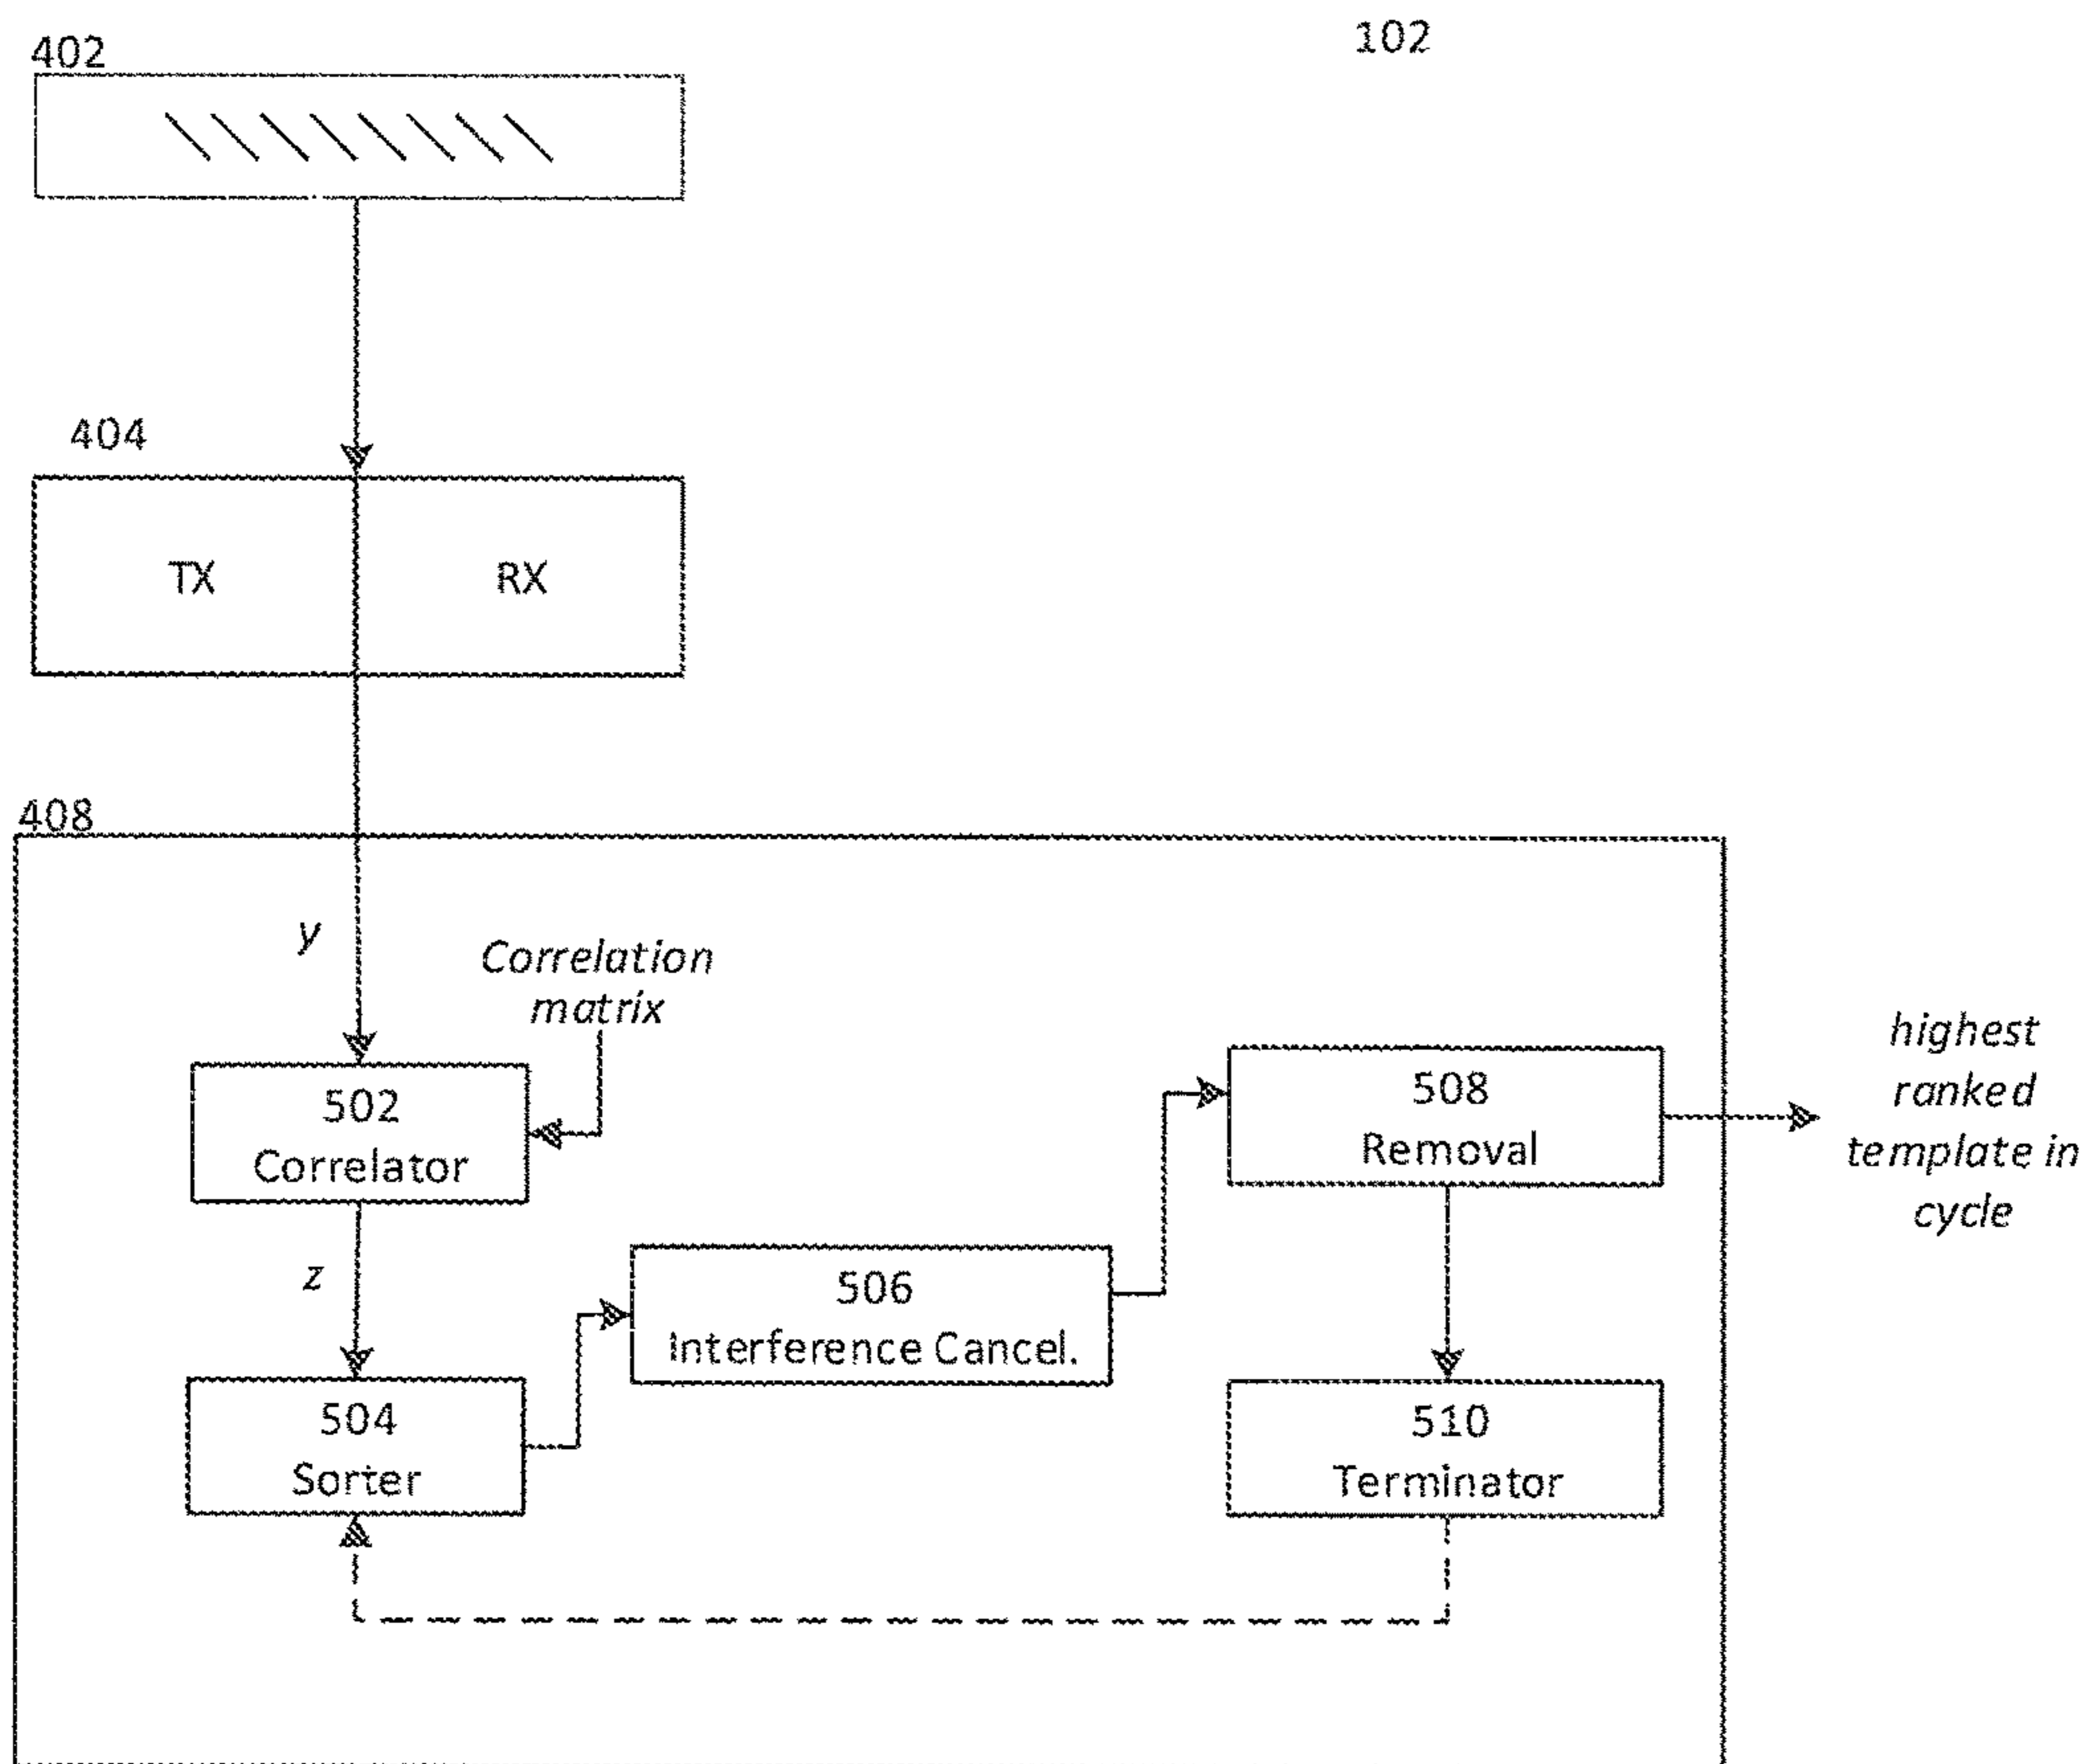 402
102
404
TX
RX
408
y
Correlation
matrix
502
Correlator
z
504
Sorter
506
Interference Cancel.
508
Removal
510
Terminator
highest
ranked
template in
cycle